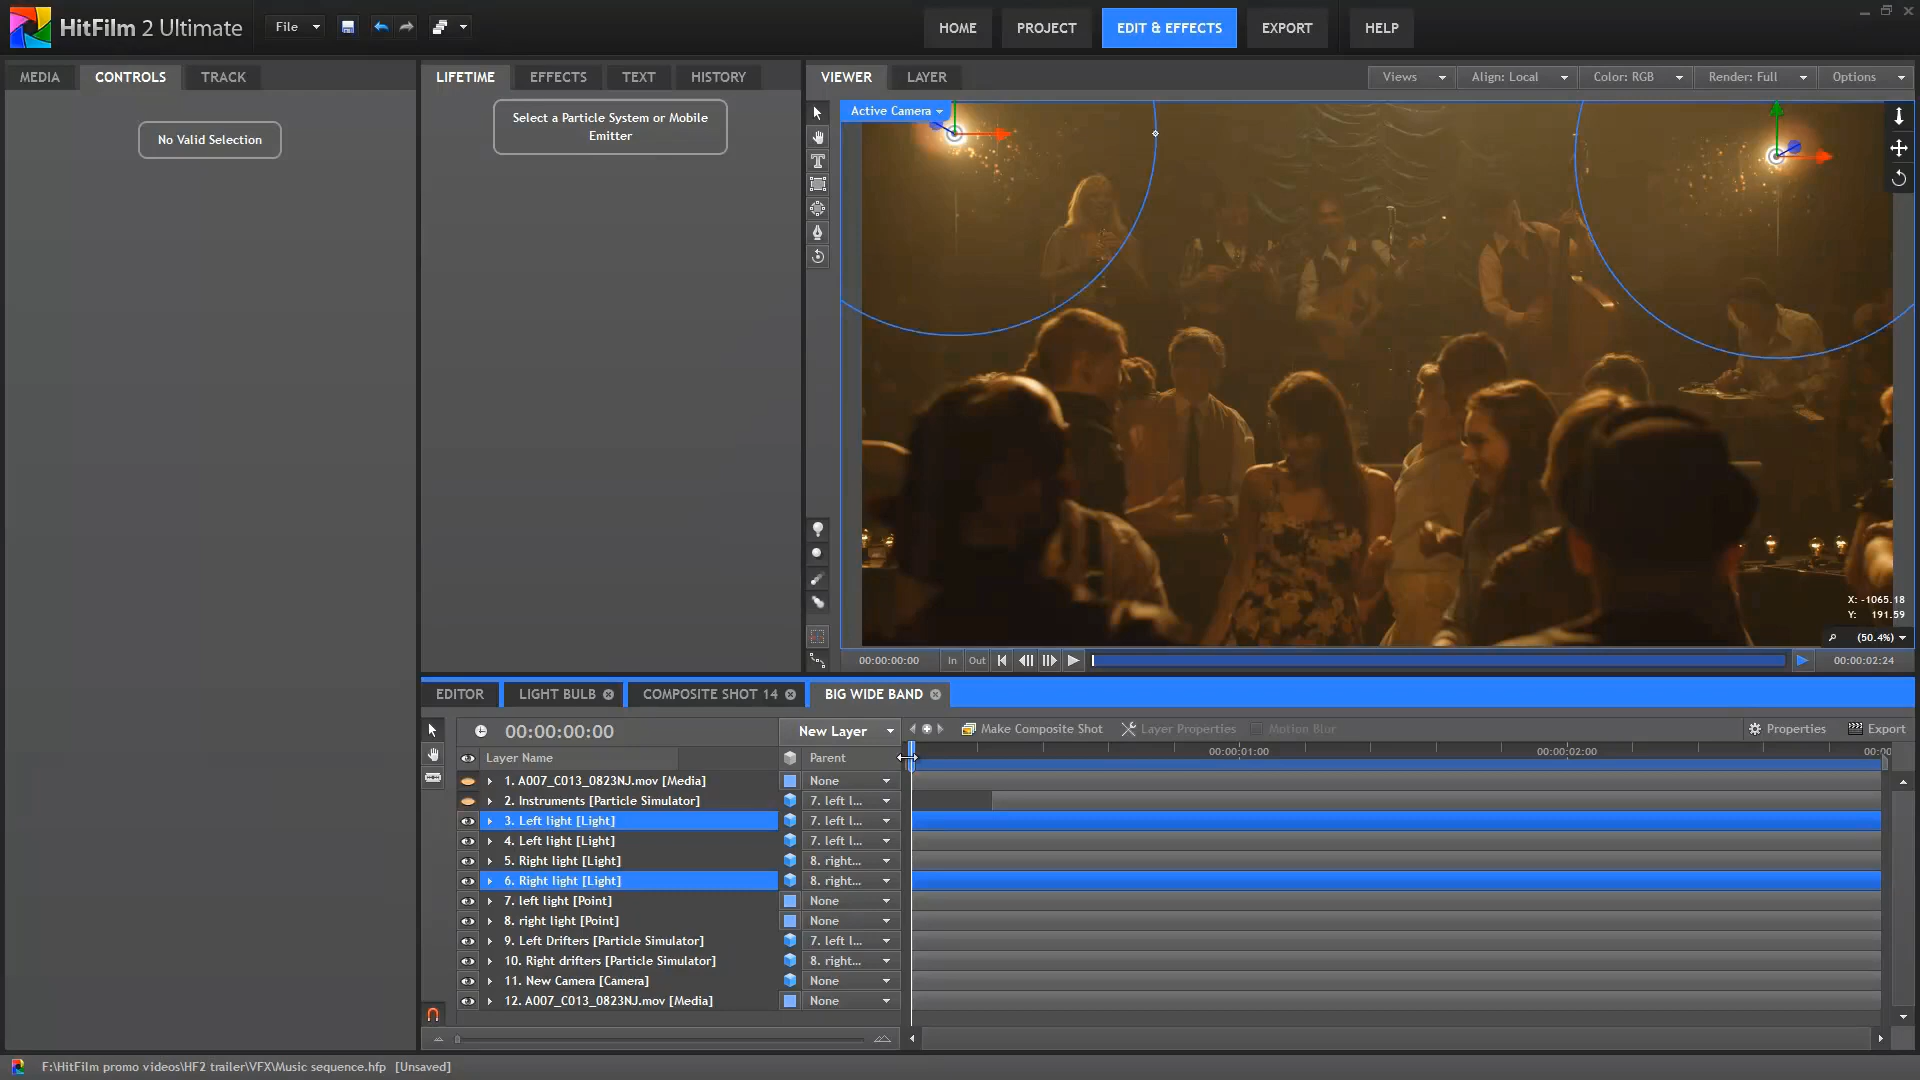 HitFilm 2 Ultimate
File
HOME
PROJECT
EDIT & EFFECTS
EXPORT
HELP
MEDIA
CONTROLS
TRACK
LIFETIME
EFFECTS
TEXT
HISTORY
VIEWER
LAYER
Views
Align: Local
Color: RGB
Render: Full
Options
No Valid Selection
Select a Particle System or Mobile
Emitter
Active Camera
X: -1065.18
Y: 191.59
(50.4%)
00:00:00:00
In
Out
00:00:02:24
EDITOR
LIGHT BULB
COMPOSITE SHOT 14
BIG WIDE BAND
00:00:00:00
New Layer
Make Composite Shot
Layer Properties
Motion Blur
Properties
Export
Layer Name
Parent
00:00:01:00
00:00:02:00
00:00
1. A007_C013_0823NJ.mov [Media]
None
2. Instruments [Particle Simulator]
7. left l...
3. Left light [Light]
7. left l...
4. Left light [Light]
7. left l...
5. Right light [Light]
8. right...
6. Right light [Light]
8. right...
7. left light [Point]
None
8. right light [Point]
None
9. Left Drifters [Particle Simulator]
7. left l...
10. Right drifters [Particle Simulator]
8. right...
11. New Camera [Camera]
None
12. A007_C013_0823NJ.mov [Media]
None
F:\HitFilm promo videos\HF2 trailer\VFX\Music sequence.hfp [Unsaved]